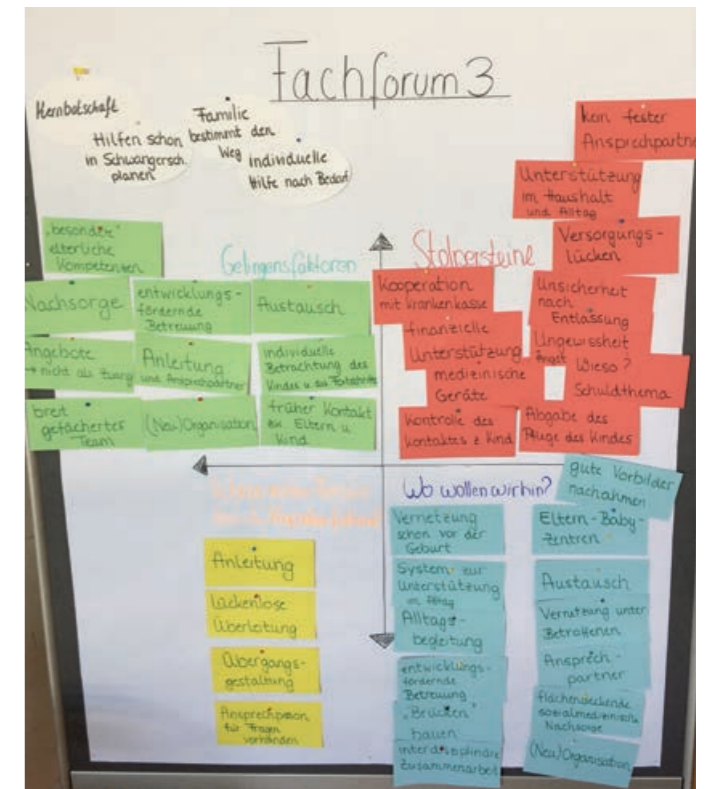 Fachforum 3
Kernbotschaft
Hilfen schon
in Schwangersch.
planen
Familie
bestimmt den
Weg
individuelle
Hilfe nach Bedarf
Gelingensfaktoren
"besondere"
elterliche
Kompetenzen
Nachsorge
entwicklungs-
fördernde
Betreuung
Austausch
Angebote
→ nicht als Zwang
Anleitung
und Ansprechpartner
individuelle
Betrachtung des
Kindes u.
breit
gefächertes
Team
(Neu)Organisation
früher Kontakt
zu Eltern u.
Kind
Stolpersteine
kein fester
Ansprechpartne
Unterstützung
im Haushalt
und Alltag
Versorgungs-
lücken
Kooperation
mit Krankenkasse
Unsicherheit
nach
Entlassung
finanzielle
Unterstützung
Ungewissheit
Angst
medizinische
Geräte
Wieso?
Schuldthema
Kontrolle des
Kontaktes z. Kind
Abgabe des
Pflege des Kindes
Anleitung
Lückenlose
Überleitung
Übergangs-
gestaltung
Ansprechperson
für Fragen
vorhanden
Wo wollen wir hin?
gute Vorbilder
nachahmen
Vernetzung
schon vor der
Geburt
Eltern-Baby-
Zentren
System zur
Unterstützung
im Alltag
Austausch
Alltags-
begleitung
Vernetzung unter
Betroffenen
entwicklungs-
fördernde
Betreuung
Ansprech-
partner
"Brücken"
bauen
flächendeckende
sozialmedizinische
Nachsorge
interdisziplinäre
Zusammenarbeit
(Neu)Organisation